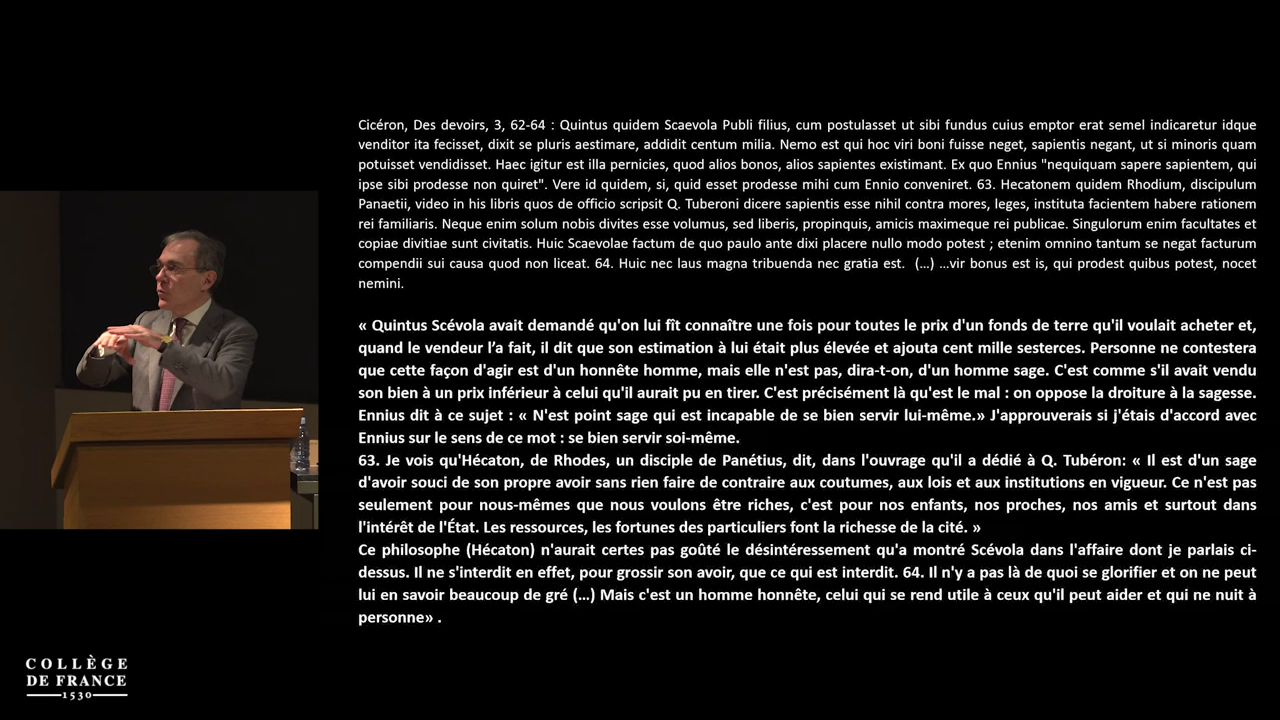 Cicéron, Des devoirs, 3, 62-64 : Quintus quidem Scaevola Publi filius, cum postulasset ut sibi fundus cuius emptor erat semel indicaretur idque
venditor ita fecisset, dixit se pluris aestimare, addidit centum milia. Nemo est qui hoc viri boni fuisse neget, sapientis negant, ut si minoris quam
potuisset vendidisset. Haec igitur est illa pernicies, quod alios bonos, alios sapientes existimant. Ex quo Ennius "nequiquam sapere sapientem, qui
ipse sibi prodesse non quiret". Vere id quidem, si, quid esset prodesse mihi cum Ennio conveniret. 63. Hecatonem quidem Rhodium, discipulum
Panaetii, video in his libris quos de officio scripsit Q. Tuberoni dicere sapientis esse nihil contra mores, leges, instituta facientem habere rationem
rei familiaris. Neque enim solum nobis divites esse volumus, sed liberis, propinquis, amicis maximeque rei publicae. Singulorum enim facultates et
copiae divitiae sunt civitatis. Huic Scaevolae factum de quo paulo ante dixi placere nullo modo potest ; etenim omnino tantum se negat facturum
compendii sui causa quod non liceat. 64. Huic nec laus magna tribuenda nec gratia est. (…) …vir bonus est is, qui prodest quibus potest, nocet
nemini.
« Quintus Scévola avait demandé qu'on lui fît connaître une fois pour toutes le prix d'un fonds de terre qu'il voulait acheter et,
quand le vendeur l’a fait, il dit que son estimation à lui était plus élevée et ajouta cent mille sesterces. Personne ne contestera
que cette façon d'agir est d'un honnête homme, mais elle n'est pas, dira-t-on, d'un homme sage. C'est comme s'il avait vendu
son bien à un prix inférieur à celui qu'il aurait pu en tirer. C'est précisément là qu'est le mal : on oppose la droiture à la sagesse.
Ennius dit à ce sujet : « N'est point sage qui est incapable de se bien servir lui-même.» J'approuverais si j'étais d'accord avec
Ennius sur le sens de ce mot : se bien servir soi-même.
63. Je vois qu'Hécaton, de Rhodes, un disciple de Panétius, dit, dans l'ouvrage qu'il a dédié à Q. Tubéron: « Il est d'un sage
d'avoir souci de son propre avoir sans rien faire de contraire aux coutumes, aux lois et aux institutions en vigueur. Ce n'est pas
seulement pour nous-mêmes que nous voulons être riches, c'est pour nos enfants, nos proches, nos amis et surtout dans
l'intérêt de l'État. Les ressources, les fortunes des particuliers font la richesse de la cité. »
Ce philosophe (Hécaton) n'aurait certes pas goûté le désintéressement qu'a montré Scévola dans l'affaire dont je parlais ci-
dessus. Il ne s'interdit en effet, pour grossir son avoir, que ce qui est interdit. 64. Il n'y a pas là de quoi se glorifier et on ne peut
lui en savoir beaucoup de gré (…) Mais c'est un homme honnête, celui qui se rend utile à ceux qu'il peut aider et qui ne nuit à
personne» .
COLLÈGE
DE FRANCE
1530